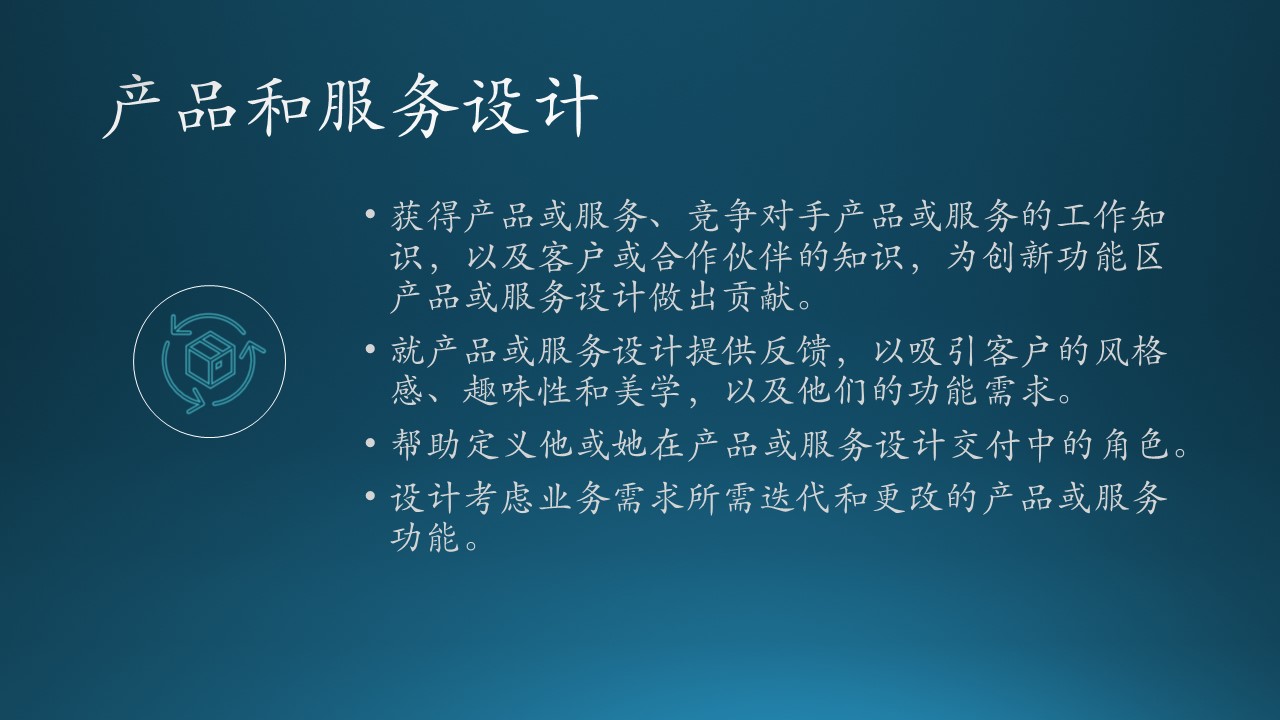 产品和服务设计
• 获得产品或服务、竞争对手产品或服务的工作知
识，以及客户或合作伙伴的知识，为创新功能区
产品或服务设计做出贡献。
• 就产品或服务设计提供反馈，以吸引客户的风格
感、趣味性和美学，以及他们的功能需求。
• 帮助定义他或她在产品或服务设计交付中的角色。
• 设计考虑业务需求所需迭代和更改的产品或服务
功能。